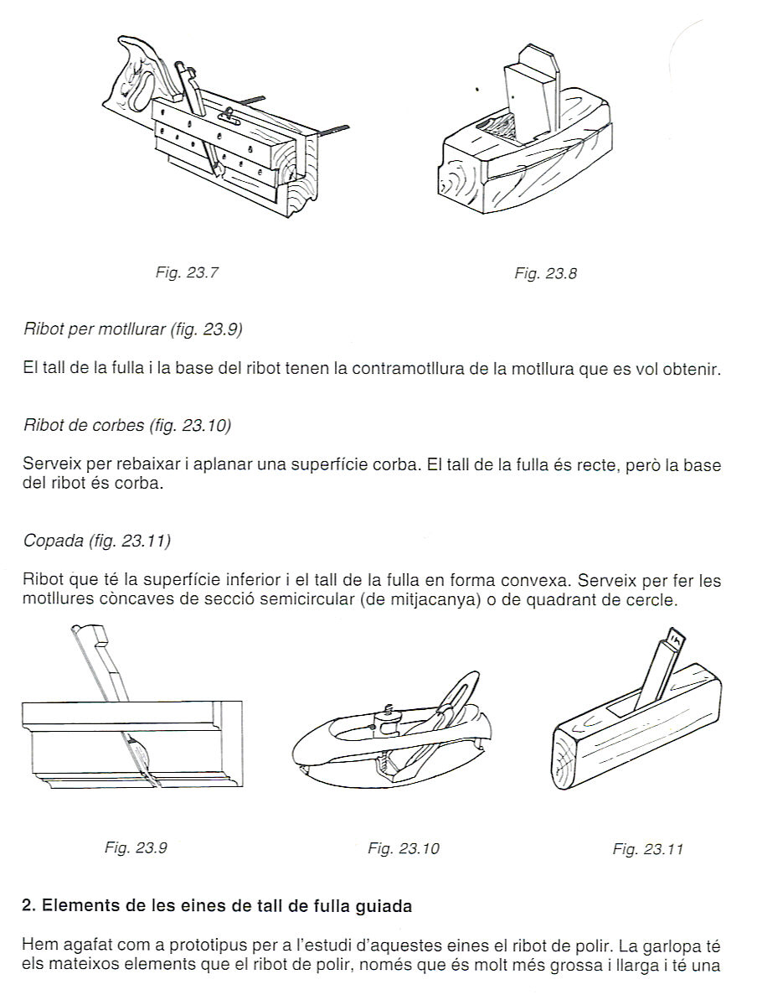 Fig. 23.7
Fig. 23.8
Ribot per motllurar (fig. 23.9)
El tall de la fulla i la base del ribot tenen la contramotllura de la motllura que es vol obtenir.
Ribot de corbes (fig. 23.10)
Serveix per rebaixar i aplanar una superfície corba. El tall de la fulla és recte, però la base
del ribot és corba.
Copada (fig. 23.11)
Ribot que té la superfície inferior i el tall de la fulla en forma convexa. Serveix per fer les
motllures còncaves de secció semicircular (de mitjacanya) o de quadrant de cercle.
Fig. 23.9
Fig. 23.10
Fig. 23.11
2. Elements de les eines de tall de fulla guiada
Hem agafat com a prototipus per a l'estudi d'aquestes eines el ribot de polir. La garlopa té
els mateixos elements que el ribot de polir, només que és molt més grossa i llarga i té una